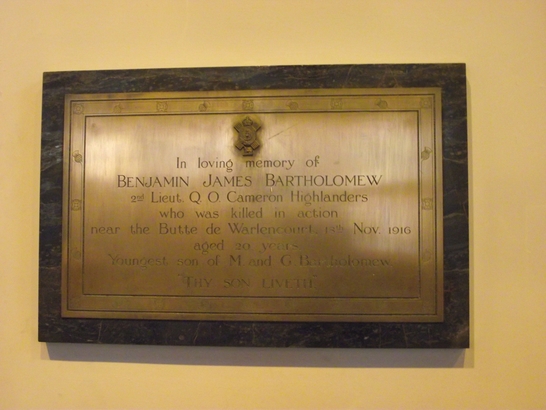 In loving memory of
BENJAMIN JAMES BARTHOLOMEW
2nd Lieut. Q. O. Cameron Highlanders
who was killed in action
near the Butte de Warlencourt, Nov. 1916
aged 20 years.
Youngest son of M. and G. Bartholomew
"THY SON LIVETH"